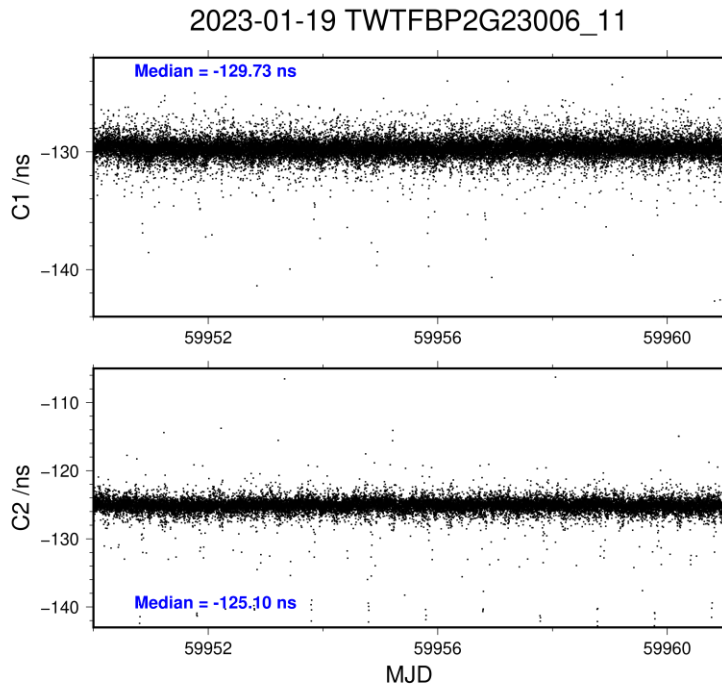 2023-01-19 TWTFBP2G23006_11
Median = -129.73 ns
C1 /ns
−130
−140
59952
59956
59960
−110
−120
C2 /ns
−130
−140
Median = -125.10 ns
59952
59956
59960
MJD